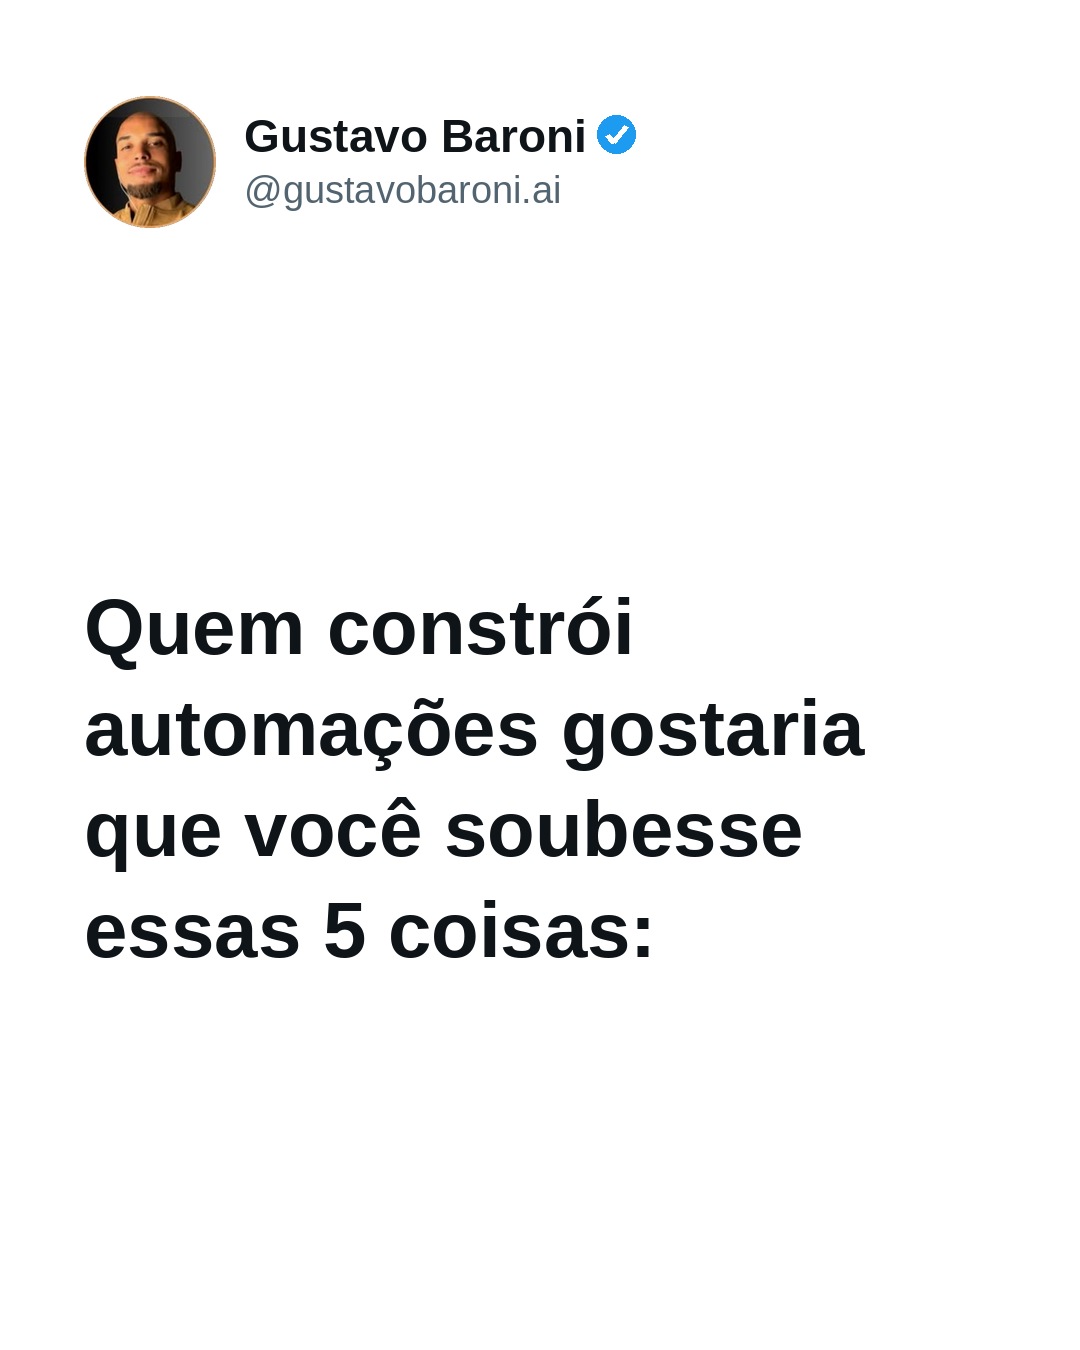 Gustavo Baroni
@gustavobaroni.ai
Quem constrói
automações gostaria
que você soubesse
essas 5 coisas: